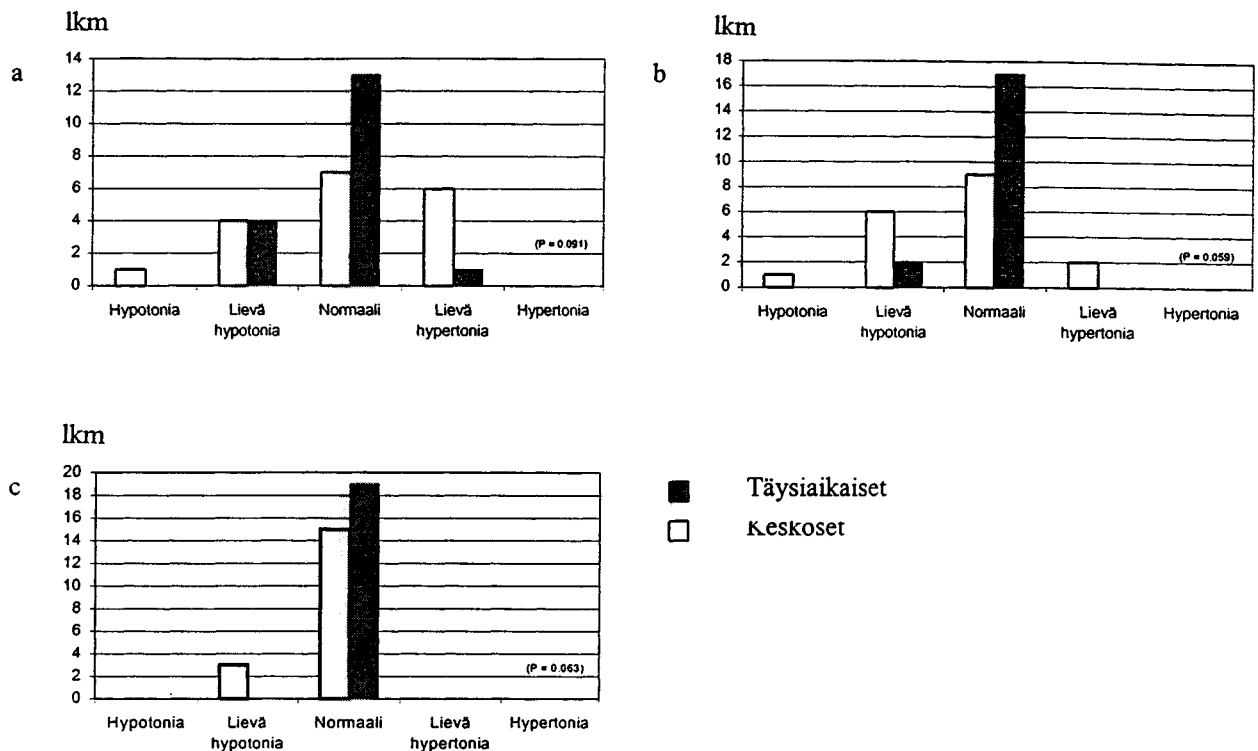 lkm
a
14
12
10
8
6
4
2
0
(P = 0.091)
Hypotonia Lievä hypotonia Normaali Lievä hypertonia Hypertonia
lkm
b
18
16
14
12
10
8
6
4
2
0
(P = 0.059)
Hypotonia Lievä hypotonia Normaali Lievä hypertonia Hypertonia
lkm
c
20
18
16
14
12
10
8
6
4
2
0
(P = 0.063)
Hypotonia Lievä hypotonia Normaali Lievä hypertonia Hypertonia
Täysiaikaiset
Keskoset